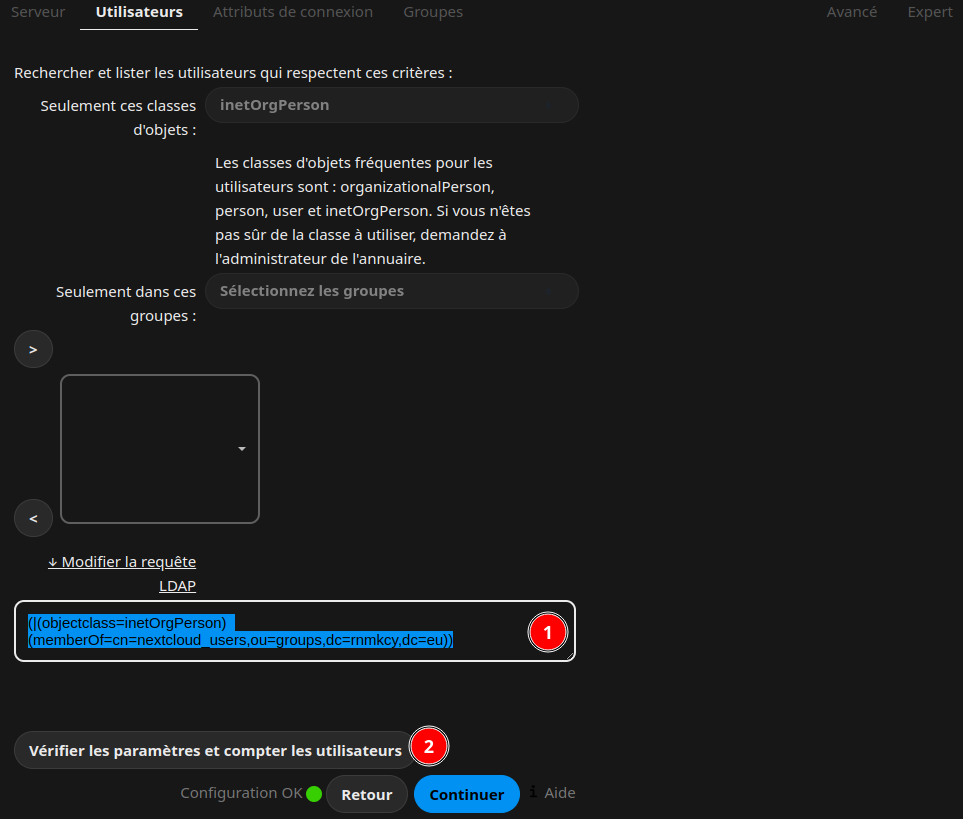 Serveur Utilisateurs Attributs de connexion Groupes Avancé Expert
Rechercher et lister les utilisateurs qui respectent ces critères :
Seulement ces classes d'objets : inetOrgPerson
Les classes d'objets fréquentes pour les
utilisateurs sont : organizationalPerson,
person, user et inetOrgPerson. Si vous n'êtes
pas sûr de la classe à utiliser, demandez à
l'administrateur de l'annuaire.
Seulement dans ces groupes : Sélectionnez les groupes
>
<
↓ Modifier la requête
LDAP
(|(objectclass=inetOrgPerson)
(memberOf=cn=nextcloud_users,ou=groups,dc=rnmkcy,dc=eu))
1
Vérifier les paramètres et compter les utilisateurs 2
Configuration OK Retour Continuer i Aide